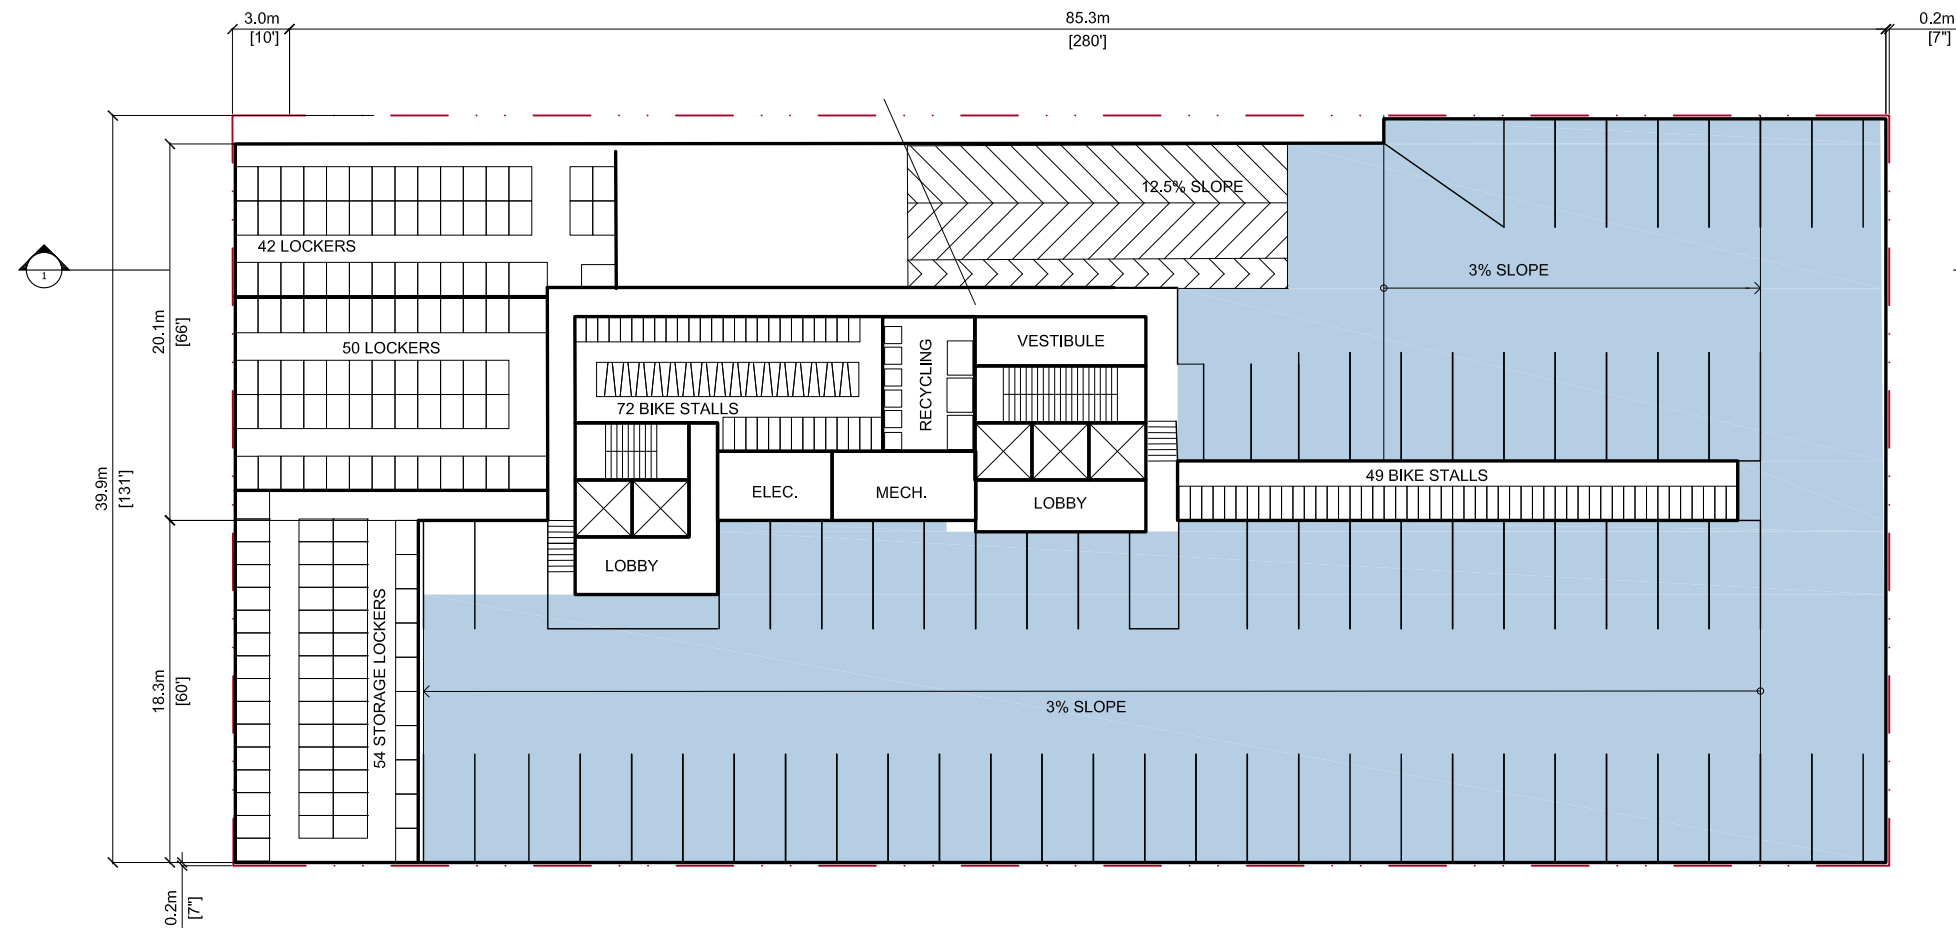 3.0m
[10']
85.3m
[280']
0.2m
[7"]
12.5% SLOPE
42 LOCKERS
1
3% SLOPE
20.1m
[66']
50 LOCKERS
VESTIBULE
RECYCLING
72 BIKE STALLS
39.9m
[131']
49 BIKE STALLS
ELEC.
MECH.
LOBBY
LOBBY
54 STORAGE LOCKERS
18.3m
[60']
3% SLOPE
0.2m
[7"]